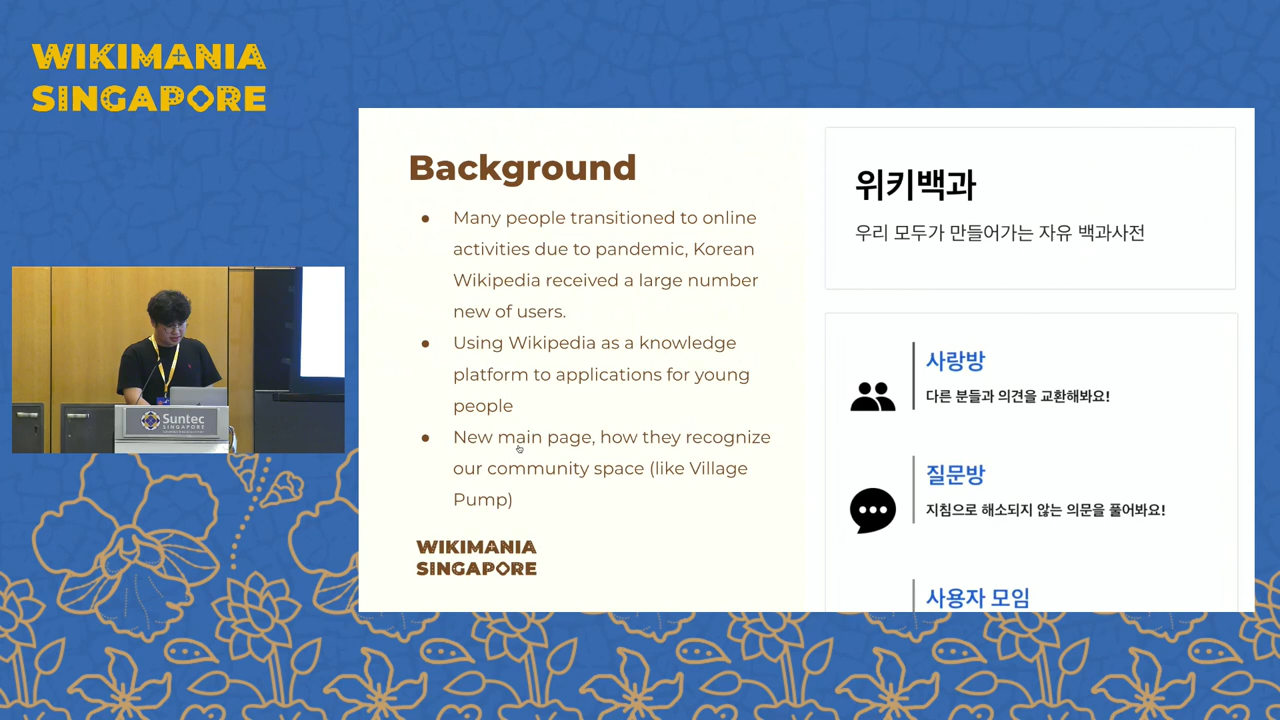 WIKIMANIA
SINGAPORE
Background
● Many people transitioned to online
activities due to pandemic, Korean
Wikipedia received a large number
new of users.
● Using Wikipedia as a knowledge
platform to applications for young
people
● New main page, how they recognize
our community space (like Village
Pump)
WIKIMANIA
SINGAPORE
위키백과
우리 모두가 만들어가는 자유 백과사전
사랑방
다른 분들과 의견을 교환해봐요!
질문방
지침으로 해소되지 않는 의문을 풀어봐요!
사용자 모임
Suntec
SINGAPORE